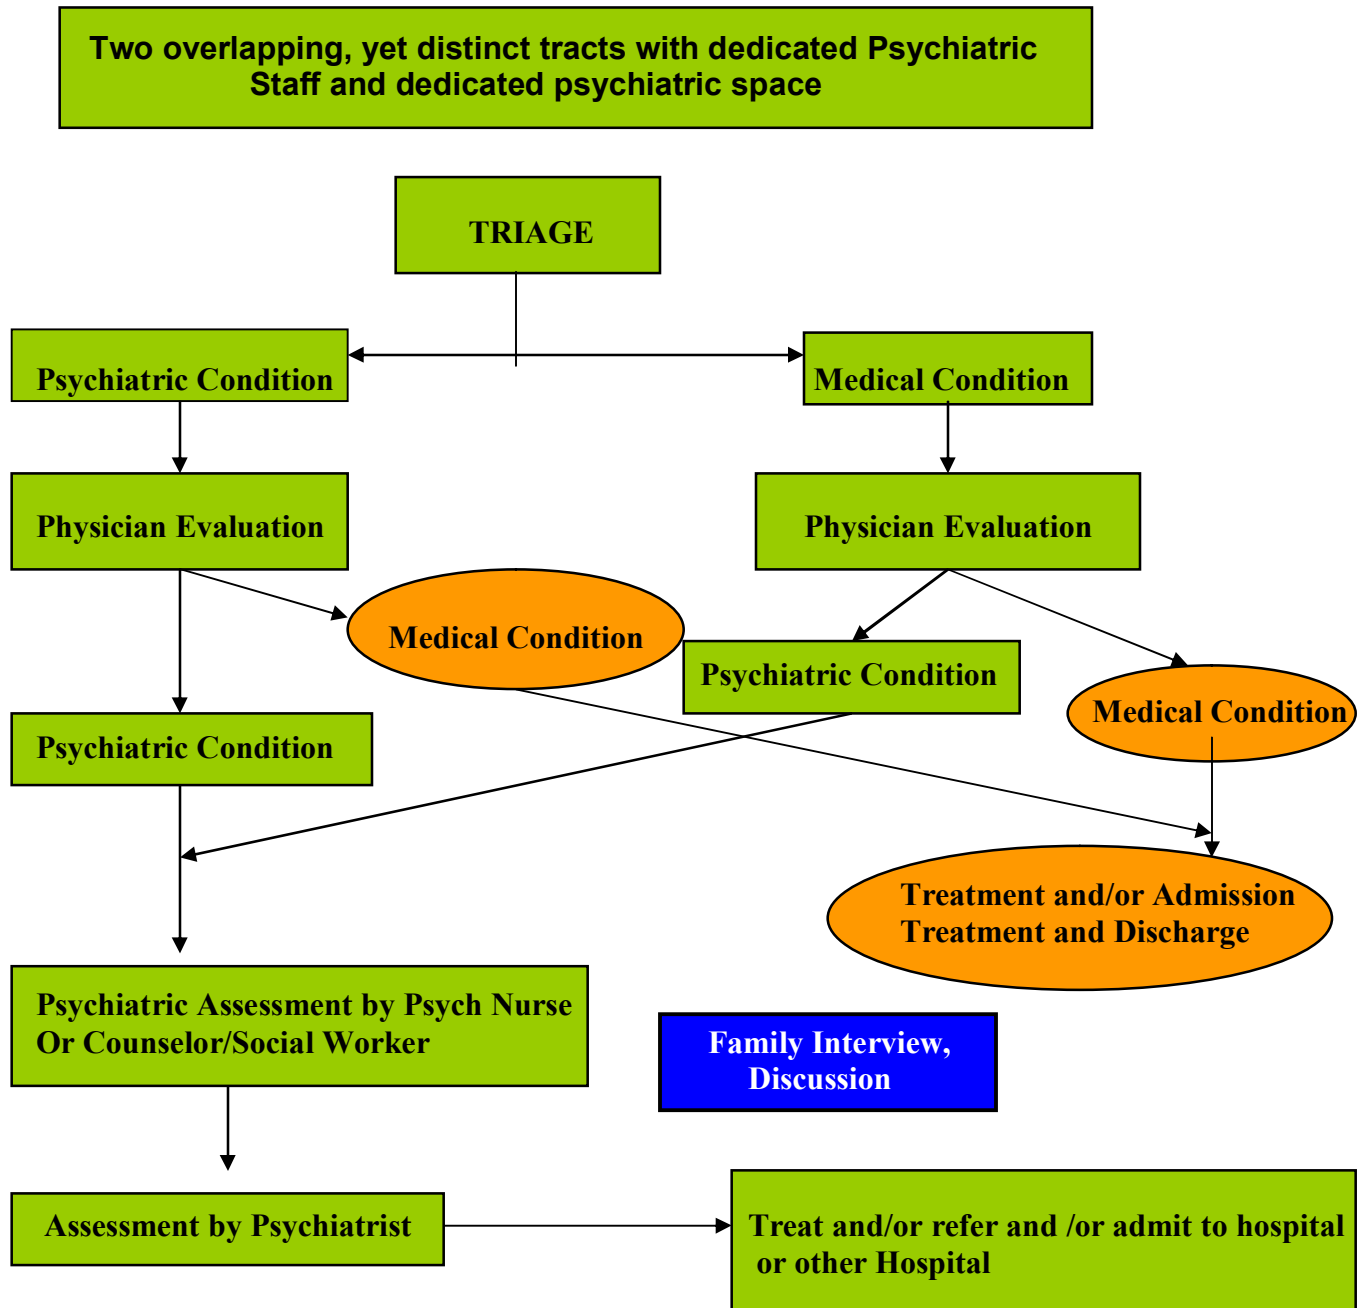 Two overlapping, yet distinct tracts with dedicated Psychiatric
Staff and dedicated psychiatric space
TRIAGE
Psychiatric Condition
Medical Condition
Physician Evaluation
Physician Evaluation
Medical Condition
Psychiatric Condition
Medical Condition
Psychiatric Condition
Treatment and/or Admission
Treatment and Discharge
Psychiatric Assessment by Psych Nurse
Or Counselor/Social Worker
Family Interview,
Discussion
Assessment by Psychiatrist
Treat and/or refer and /or admit to hospital
or other Hospital